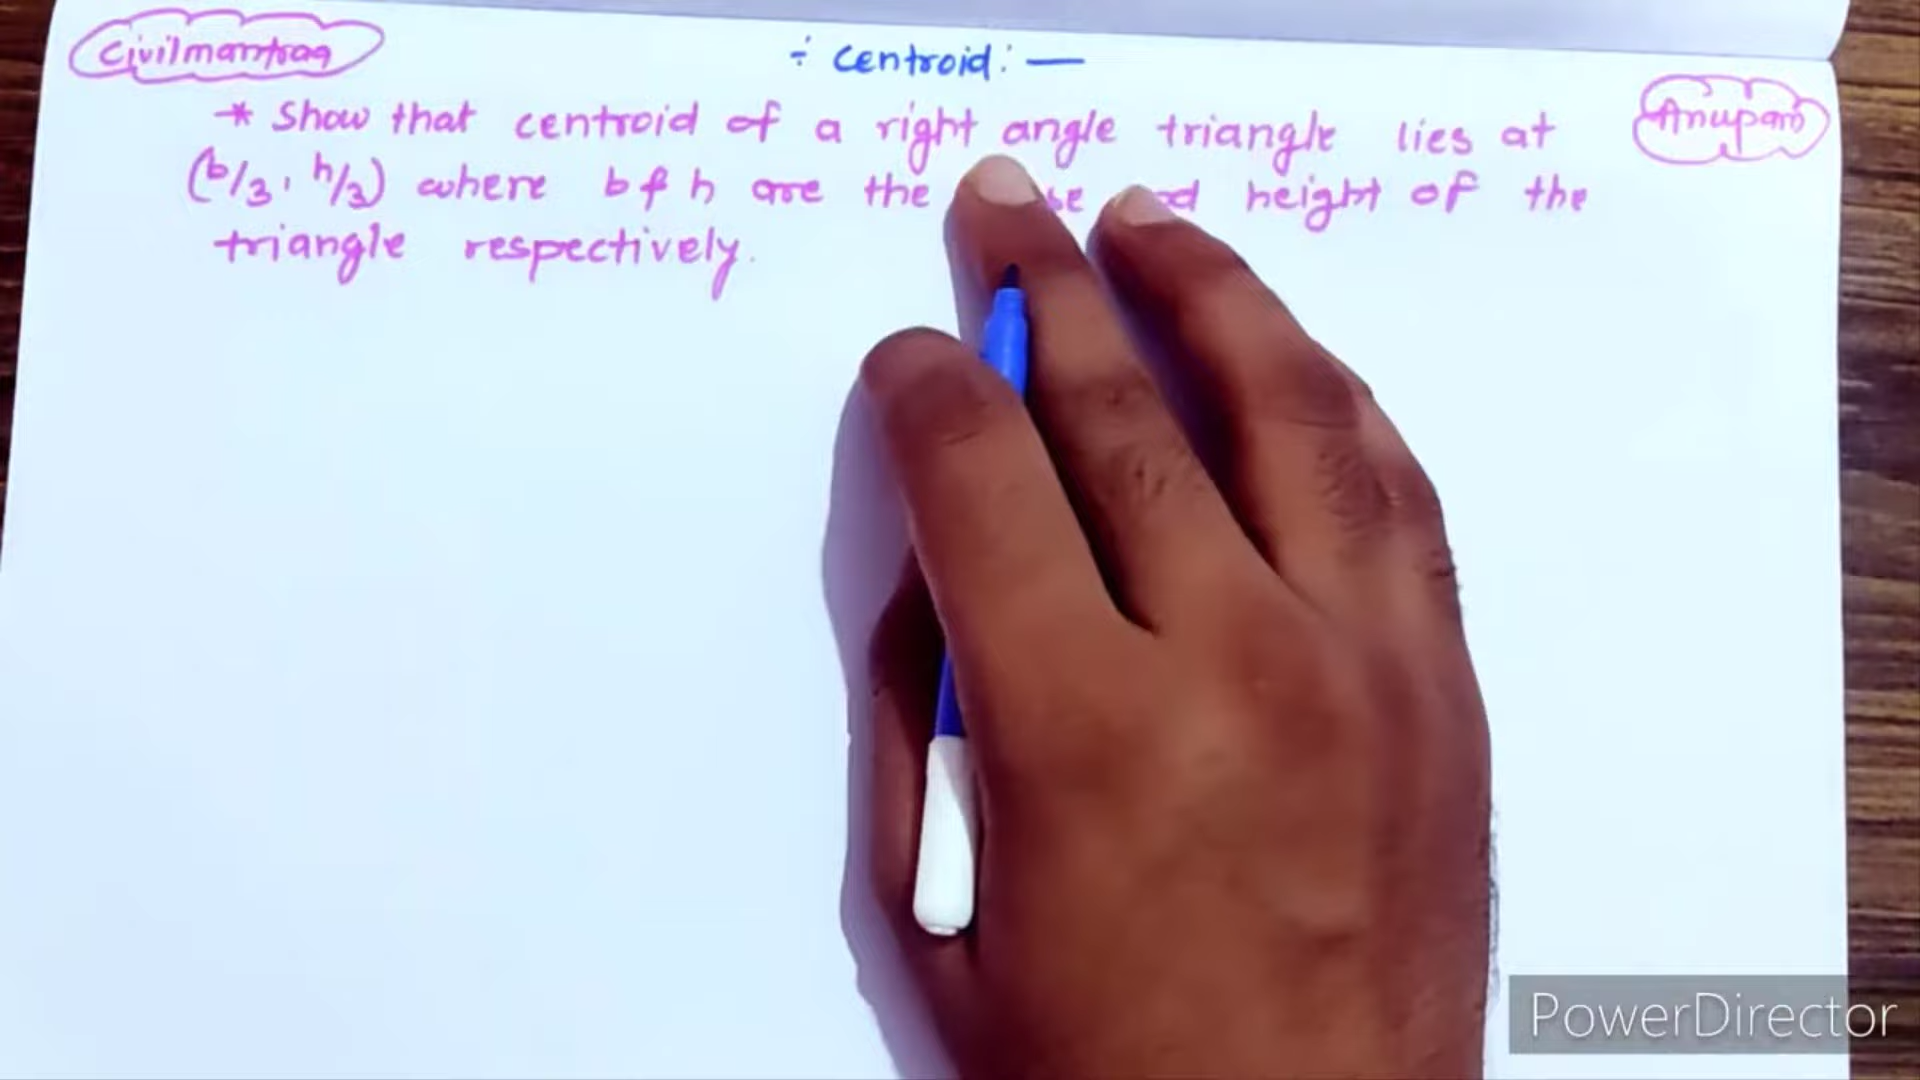 Civilmantraa
÷ Centroid: —
Anupam
* Show that centroid of a right angle triangle lies at
(b/3, h/3) where b & h are the height of the
triangle respectively.
PowerDirector